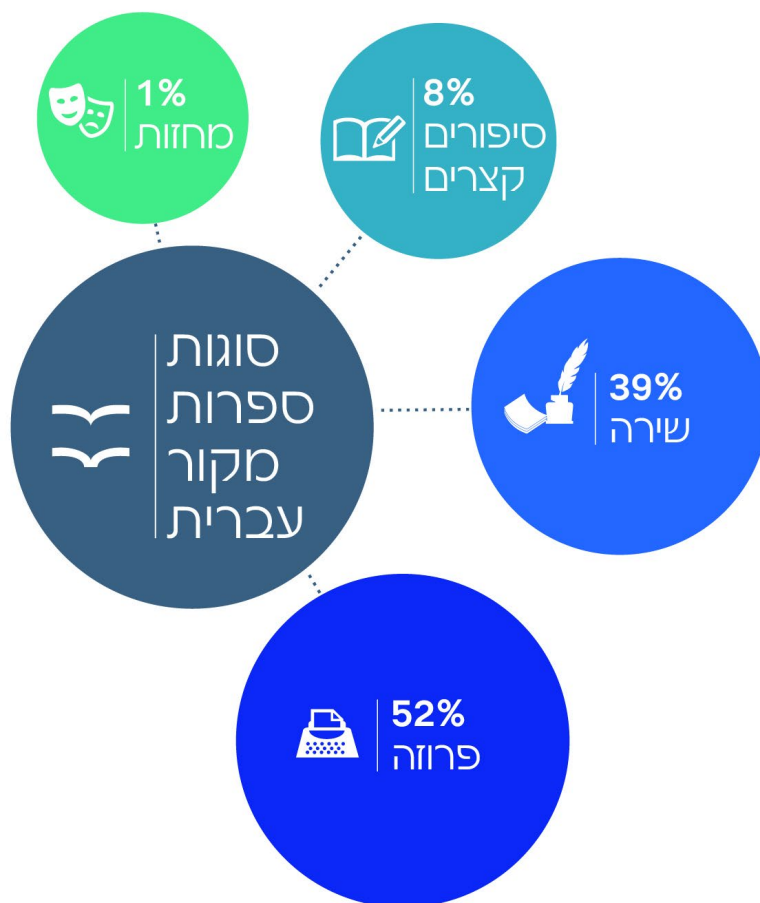 1%
מחזות
8%
סיפורים
קצרים
סוגות
ספרות
מקור
עברית
39%
שירה
52%
פרוזה